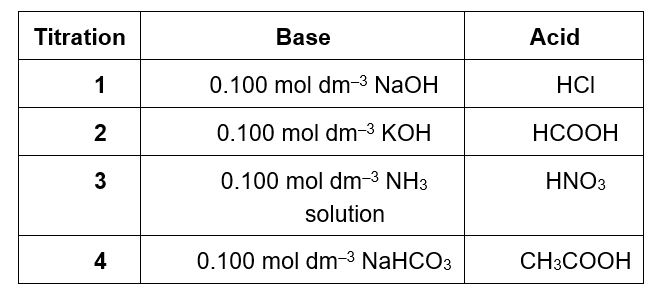 Titration Base Acid
1 0.100 mol dm⁻³ NaOH HCl
2 0.100 mol dm⁻³ KOH HCOOH
3 0.100 mol dm⁻³ NH₃ HNO₃
solution
4 0.100 mol dm⁻³ NaHCO₃ CH₃COOH